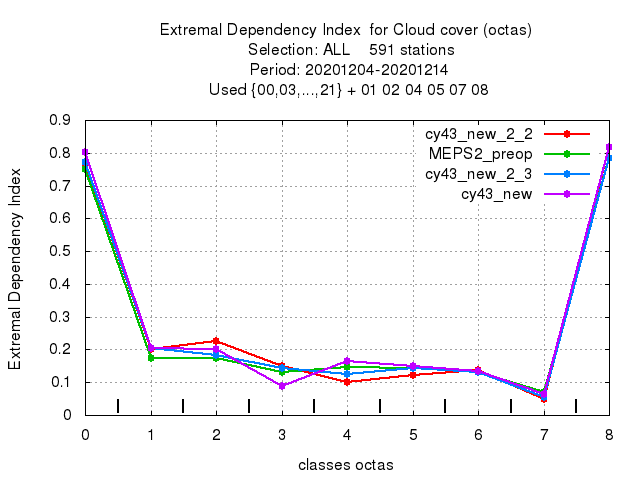 Extremal Dependency Index  for Cloud cover (octas)
Selection: ALL    591 stations
Period: 20201204-20201214
Used {00,03,...,21} + 01 02 04 05 07 08
cy43_new_2_2
MEPS2_preop
cy43_new_2_3
cy43_new
Extremal Dependency Index
0.9
0.8
0.7
0.6
0.5
0.4
0.3
0.2
0.1
0
0 1 2 3 4 5 6 7 8
classes octas